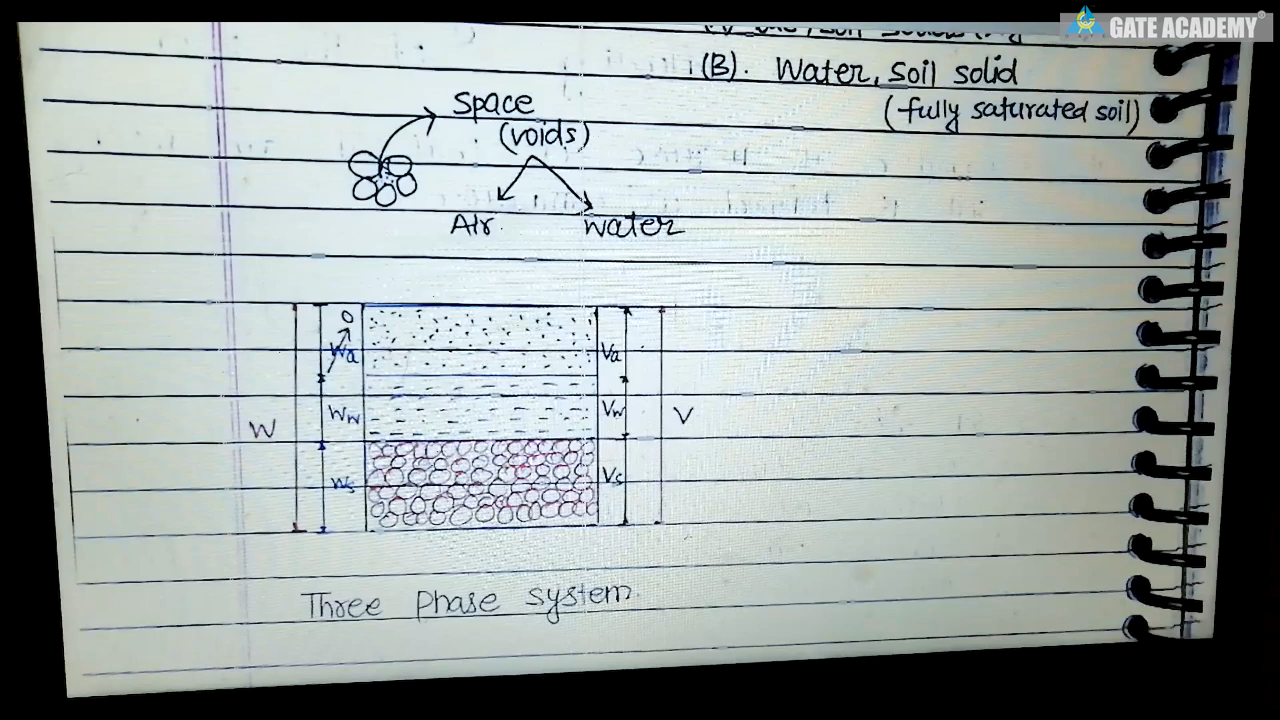 GATE ACADEMY®
(B). Water, soil solid
(fully saturated soil)
space
(voids)
Air
water
0
Wa
Ww
Ws
W
Va
Vw
Vs
V
Three phase system